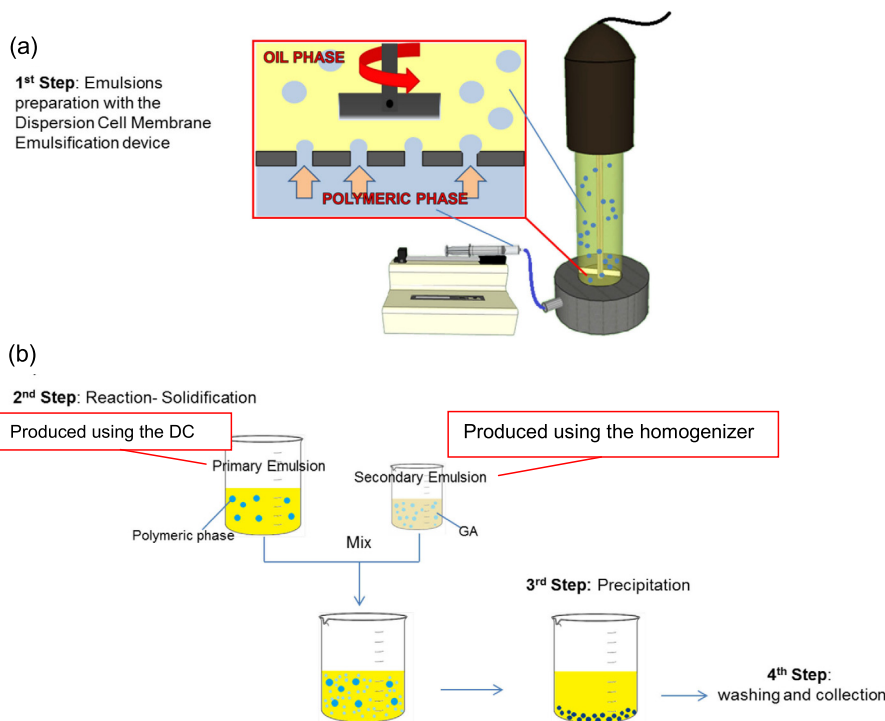 (a)
1st Step: Emulsions
preparation with the
Dispersion Cell Membrane
Emulsification device
OIL PHASE
POLYMERIC PHASE
(b)
2nd Step: Reaction- Solidification
Produced using the DC
Produced using the homogenizer
Primary Emulsion
Secondary Emulsion
Polymeric phase
GA
Mix
3rd Step: Precipitation
4th Step:
washing and collection